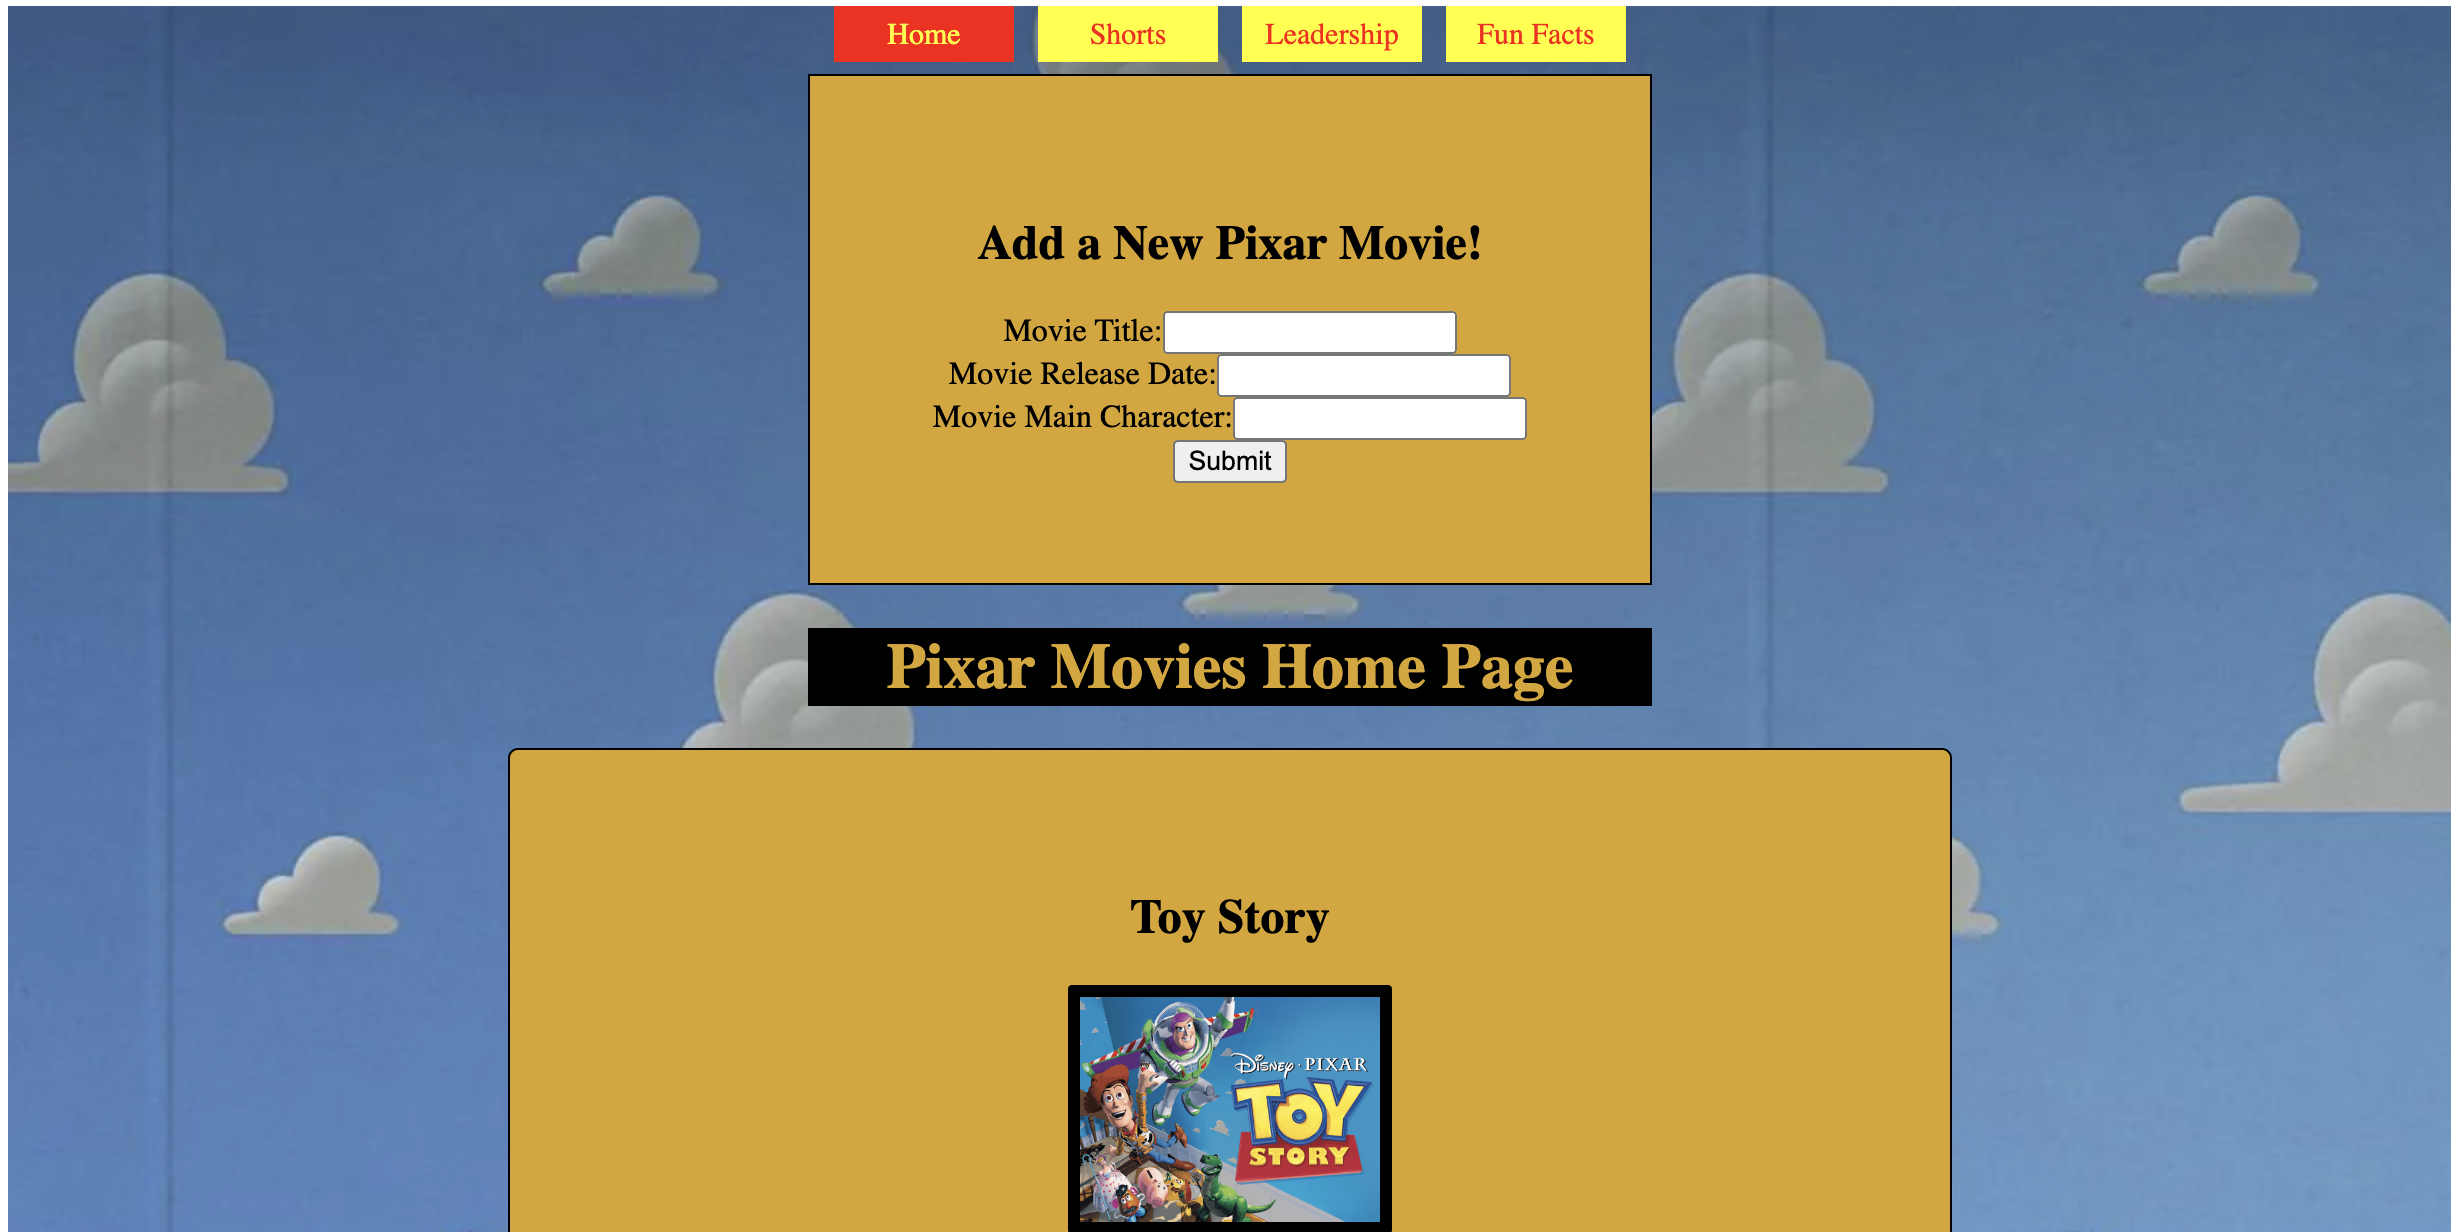 Home Shorts Leadership Fun Facts
Add a New Pixar Movie!
Movie Title:
Movie Release Date:
Movie Main Character:
Submit
Pixar Movies Home Page
Toy Story
DISNEY · PIXAR
TOY
STORY